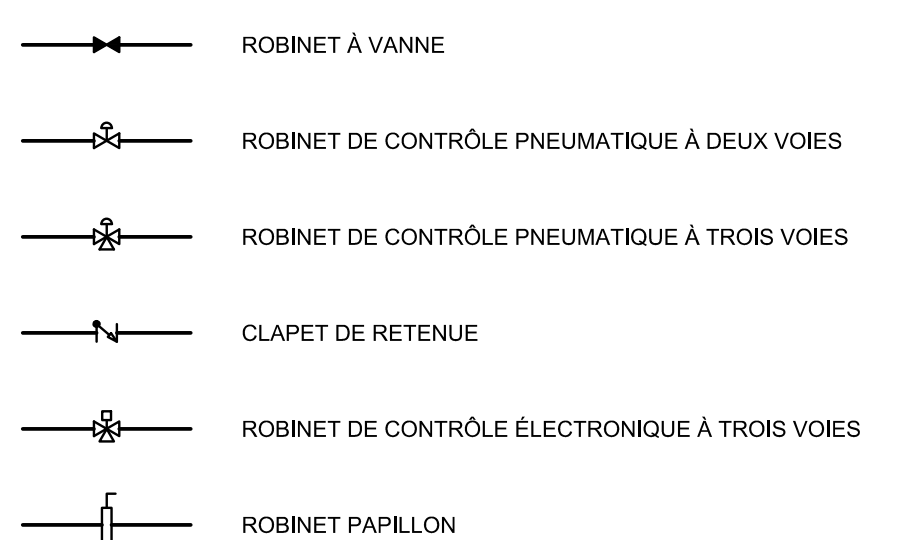 ROBINET À VANNE
ROBINET DE CONTRÔLE PNEUMATIQUE À DEUX VOIES
ROBINET DE CONTRÔLE PNEUMATIQUE À TROIS VOIES
CLAPET DE RETENUE
ROBINET DE CONTRÔLE ÉLECTRONIQUE À TROIS VOIES
ROBINET PAPILLON